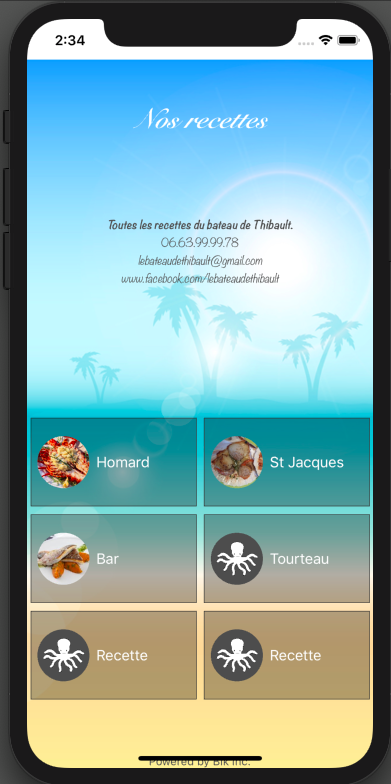 2:34
Nos recettes
Toutes les recettes du bateau de Thibault.
06.63.99.99.78
lebateaudethibault@gmail.com
www.facebook.com/lebateaudethibault
Homard
St Jacques
Bar
Tourteau
Recette
Recette
Powered by Bik Inc.